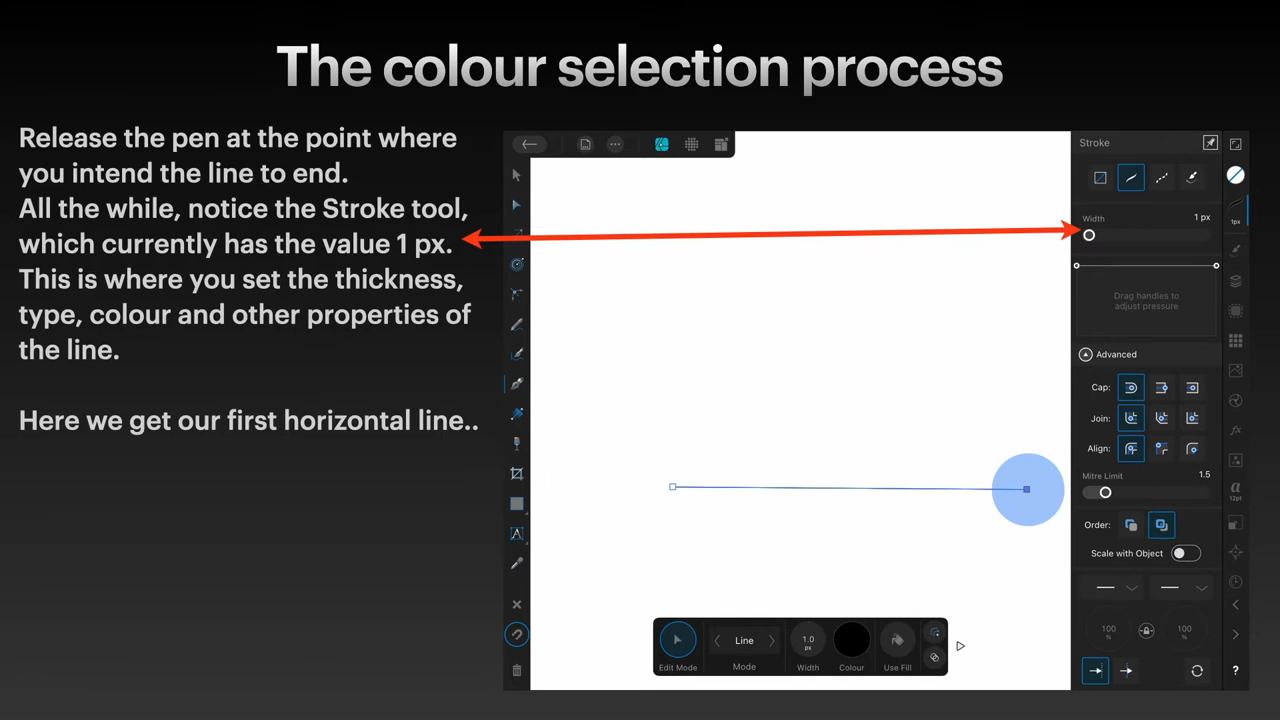 The colour selection process
Release the pen at the point where
you intend the line to end.
All the while, notice the Stroke tool,
which currently has the value 1 px.
This is where you set the thickness,
type, colour and other properties of
the line.
Here we get our first horizontal line..
Stroke
Width 1 px
1px
Drag handles to
adjust pressure
Advanced
Cap:
Join:
Align:
Mitre Limit 1.5
a
12pt
Order:
Scale with Object
A
100 % 100 %
Line
1.0 px
Edit Mode Mode Width Colour Use Fill
?